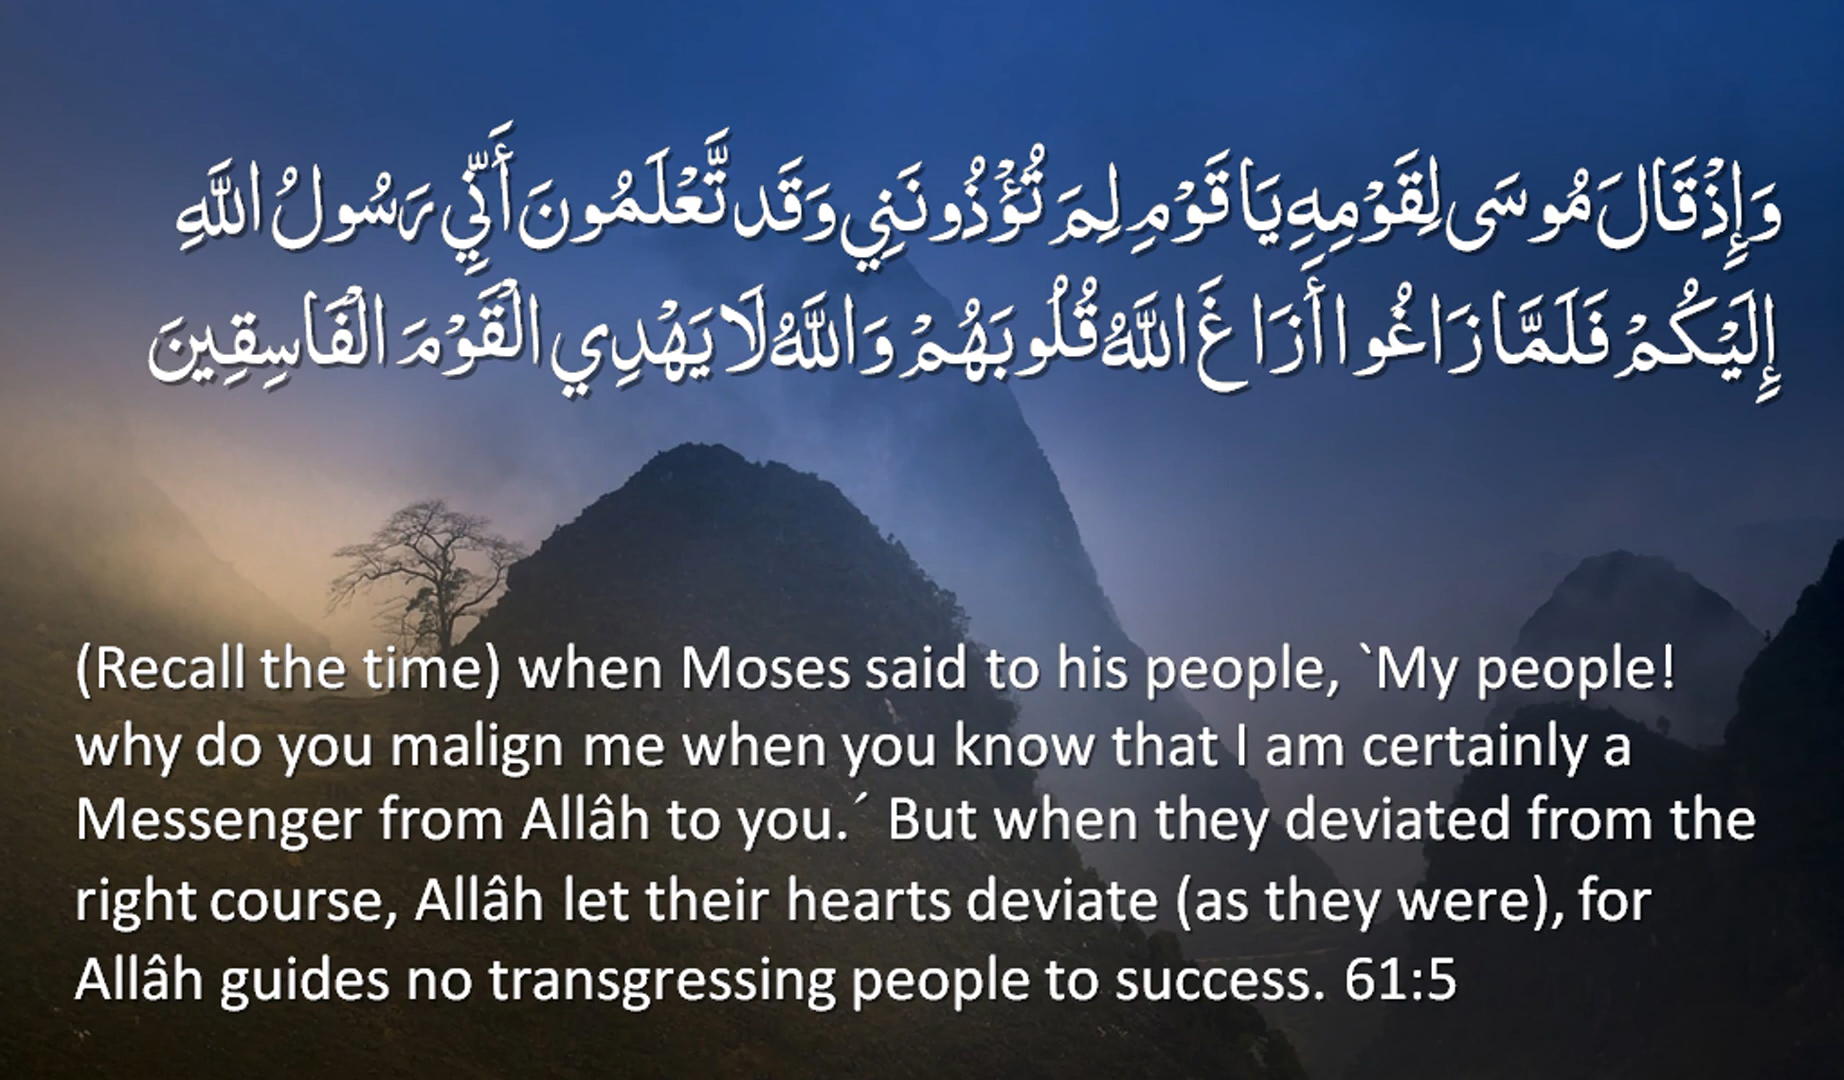 وَإِذْ قَالَ مُوسَى لِقَوْمِهِ يَا قَوْمِ لِمَ تُؤْذُونَنِي وَقَد تَّعْلَمُونَ أَنِّي رَسُولُ اللَّهِ
إِلَيْكُمْ فَلَمَّا زَاغُوا أَزَاغَ اللَّهُ قُلُوبَهُمْ وَاللَّهُ لَا يَهْدِي الْقَوْمَ الْفَاسِقِينَ
(Recall the time) when Moses said to his people, `My people!
why do you malign me when you know that I am certainly a
Messenger from Allâh to you.´ But when they deviated from the
right course, Allâh let their hearts deviate (as they were), for
Allâh guides no transgressing people to success. 61:5